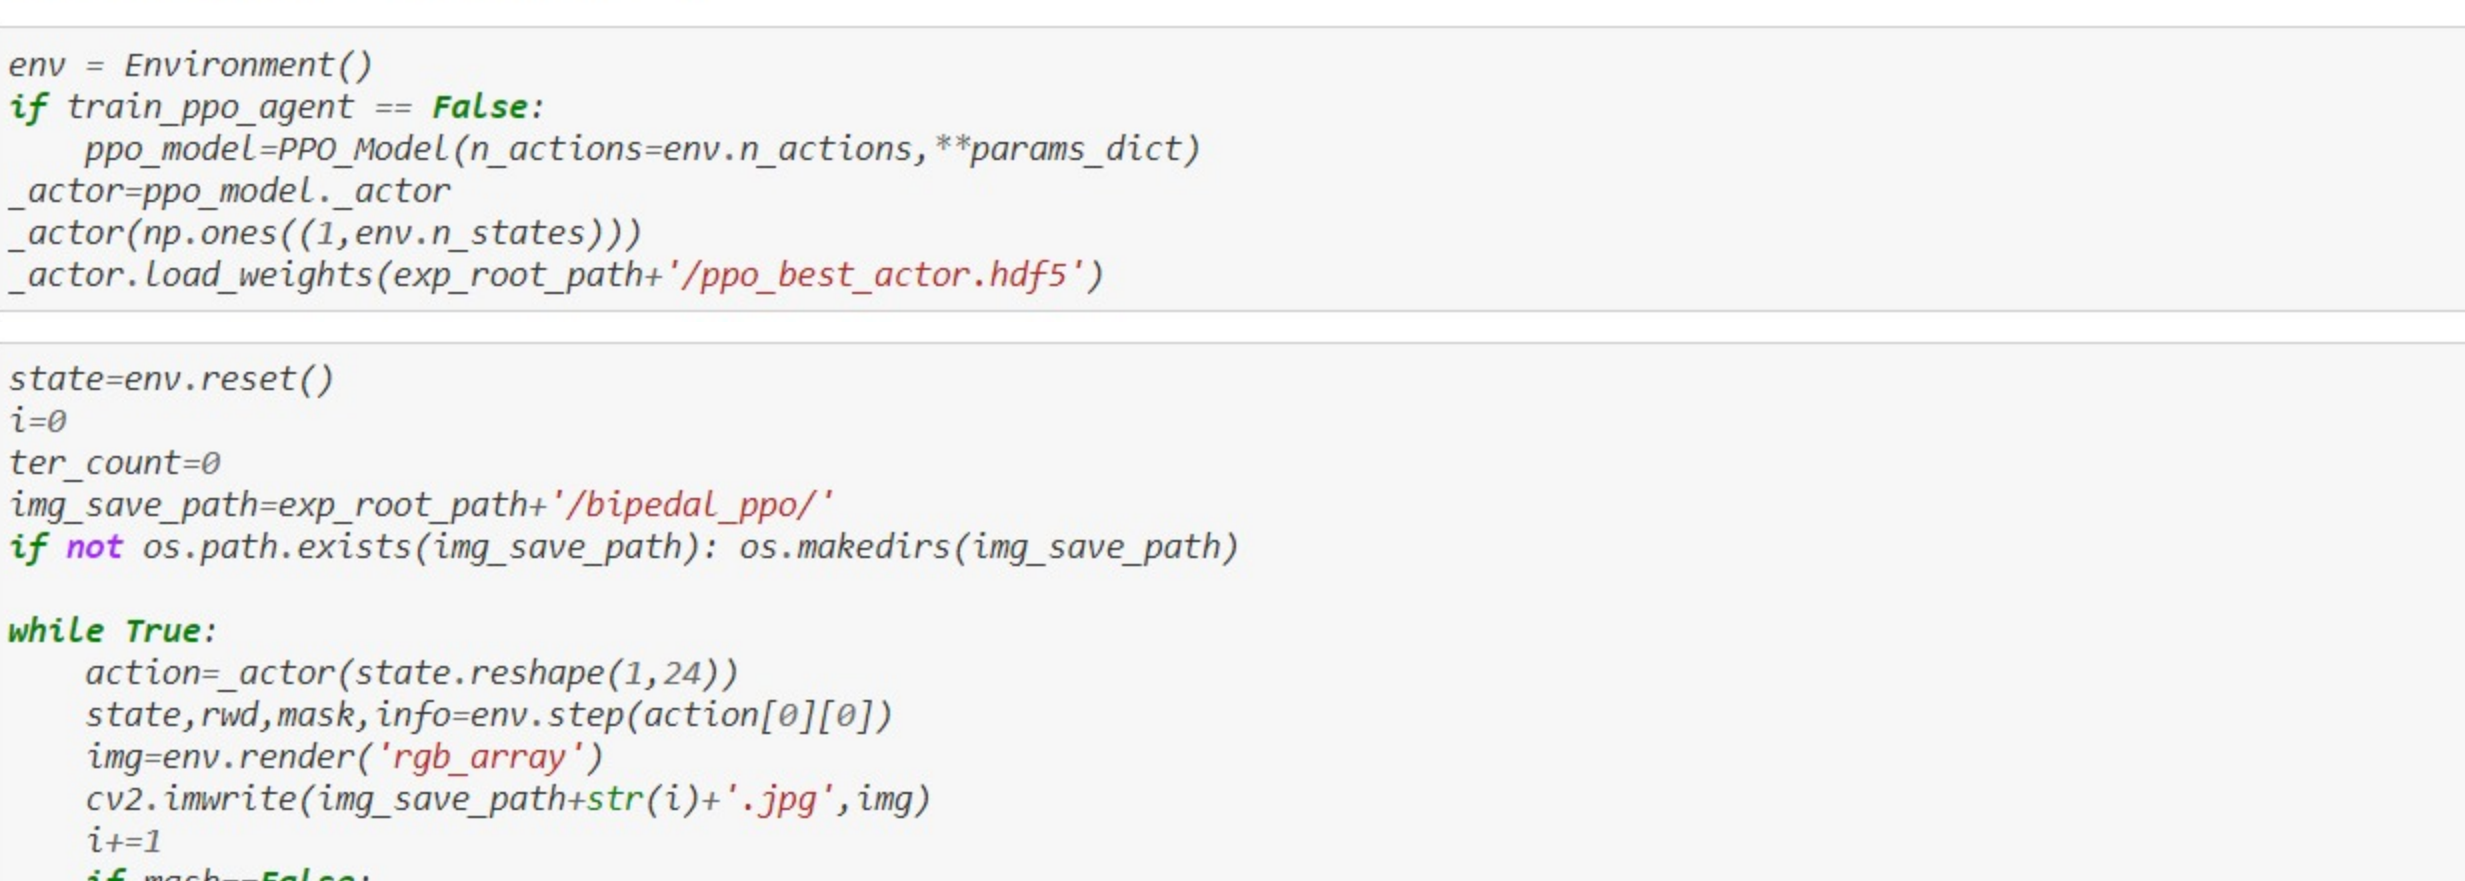 env = Environment()
if train_ppo_agent == False:
    ppo_model=PPO_Model(n_actions=env.n_actions,**params_dict)
_actor=ppo_model._actor
_actor(np.ones((1,env.n_states)))
_actor.load_weights(exp_root_path+'/ppo_best_actor.hdf5')
state=env.reset()
i=0
ter_count=0
img_save_path=exp_root_path+'/bipedal_ppo/'
if not os.path.exists(img_save_path): os.makedirs(img_save_path)
while True:
    action=_actor(state.reshape(1,24))
    state,rwd,mask,info=env.step(action[0][0])
    img=env.render('rgb_array')
    cv2.imwrite(img_save_path+str(i)+'.jpg',img)
    i+=1
    if mask==False: